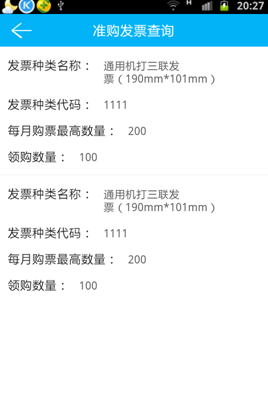 H 20:27
准购发票查询
发票种类名称： 通用机打三联发
票（190mm*101mm）
发票种类代码： 1111
每月购票最高数量： 200
领购数量： 100
发票种类名称： 通用机打三联发
票（190mm*101mm）
发票种类代码： 1111
每月购票最高数量： 200
领购数量： 100